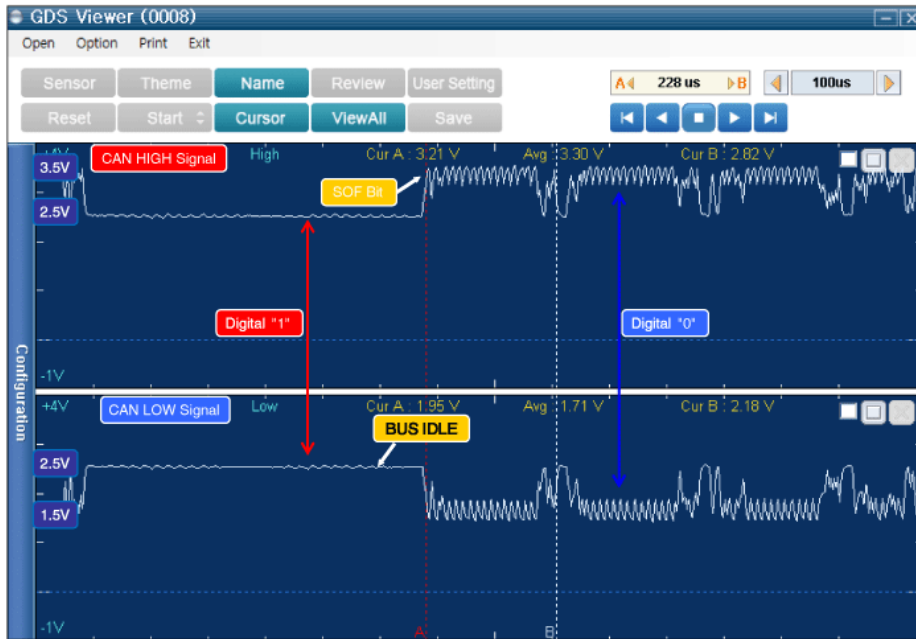 GDS Viewer (0008)
Open Option Print Exit
Sensor Theme Name Review User Setting
A 228 us B 100us
Reset Start Cursor ViewAll Save
CAN HIGH Signal High Cur A : 3.21 V Avg : 3.30 V Cur B : 2.82 V
3.5V
SOF Bit
2.5V
Digital "1" Digital "0"
Configuration
-1V
+4V CAN LOW Signal Low Cur A : 1.95 V Avg : 1.71 V Cur B : 2.18 V
BUS IDLE
2.5V
1.5V
-1V
A B